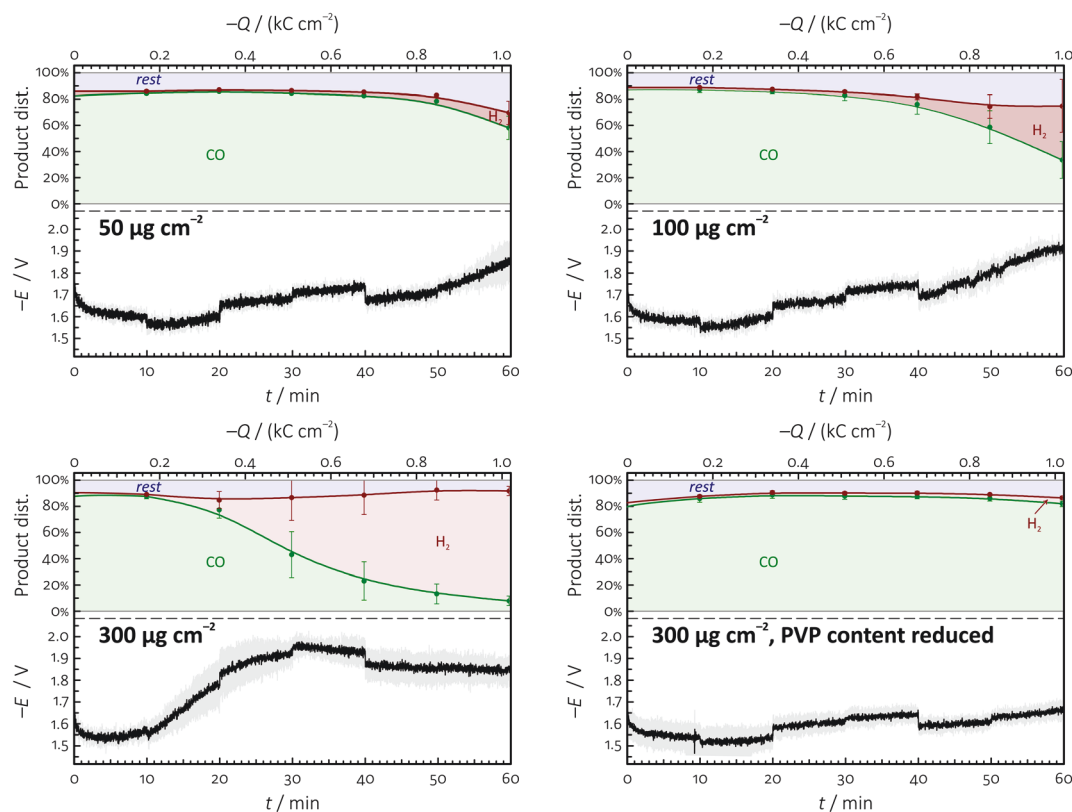 –Q / (kC cm⁻²)
0 0.2 0.4 0.6 0.8 1.0
100%
80%
60%
40%
20%
0%
Product dist.
rest
H₂
CO
50 µg cm⁻²
2.0
1.9
1.8
1.7
1.6
1.5
–E / V
0 10 20 30 40 50 60
t / min
–Q / (kC cm⁻²)
0 0.2 0.4 0.6 0.8 1.0
100%
80%
60%
40%
20%
0%
Product dist.
rest
H₂
CO
100 µg cm⁻²
2.0
1.9
1.8
1.7
1.6
1.5
–E / V
0 10 20 30 40 50 60
t / min
–Q / (kC cm⁻²)
0 0.2 0.4 0.6 0.8 1.0
100%
80%
60%
40%
20%
0%
Product dist.
rest
H₂
CO
300 µg cm⁻²
2.0
1.9
1.8
1.7
1.6
1.5
–E / V
0 10 20 30 40 50 60
t / min
–Q / (kC cm⁻²)
0 0.2 0.4 0.6 0.8 1.0
100%
80%
60%
40%
20%
0%
Product dist.
rest
H₂
CO
300 µg cm⁻², PVP content reduced
2.0
1.9
1.8
1.7
1.6
1.5
–E / V
0 10 20 30 40 50 60
t / min